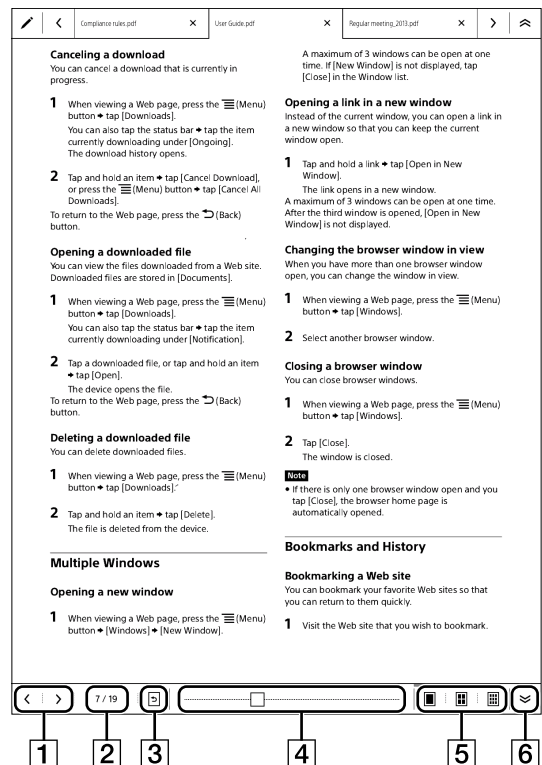 Compliance rules.pdf
User Guide.pdf
Regular meeting_2013.pdf
Canceling a download
You can cancel a download that is currently in
progress.
1 When viewing a Web page, press the (Menu)
button ➔ tap [Downloads].
You can also tap the status bar ➔ tap the item
currently downloading under [Ongoing].
The download history opens.
2 Tap and hold an item ➔ tap [Cancel Download],
or press the (Menu) button ➔ tap [Cancel All
Downloads].
To return to the Web page, press the (Back)
button.
Opening a downloaded file
You can view the files downloaded from a Web site.
Downloaded files are stored in [Documents].
1 When viewing a Web page, press the (Menu)
button ➔ tap [Downloads].
You can also tap the status bar ➔ tap the item
currently downloading under [Notification].
2 Tap a downloaded file, or tap and hold an item
➔ tap [Open].
The device opens the file.
To return to the Web page, press the (Back)
button.
Deleting a downloaded file
You can delete downloaded files.
1 When viewing a Web page, press the (Menu)
button ➔ tap [Downloads].
2 Tap and hold an item ➔ tap [Delete].
The file is deleted from the device.
Multiple Windows
Opening a new window
1 When viewing a Web page, press the (Menu)
button ➔ [Windows] ➔ [New Window].
A maximum of 3 windows can be open at one
time. If [New Window] is not displayed, tap
[Close] in the Window list.
Opening a link in a new window
Instead of the current window, you can open a link in
a new window so that you can keep the current
window open.
1 Tap and hold a link ➔ tap [Open in New
Window].
The link opens in a new window.
A maximum of 3 windows can be open at one time.
After the third window is opened, [Open in New
Window] is not displayed.
Changing the browser window in view
When you have more than one browser window
open, you can change the window in view.
1 When viewing a Web page, press the (Menu)
button ➔ tap [Windows].
2 Select another browser window.
Closing a browser window
You can close browser windows.
1 When viewing a Web page, press the (Menu)
button ➔ tap [Windows].
2 Tap [Close].
The window is closed.
Note
• If there is only one browser window open and you
tap [Close], the browser home page is
automatically opened.
Bookmarks and History
Bookmarking a Web site
You can bookmark your favorite Web sites so that
you can return to them quickly.
1 Visit the Web site that you wish to bookmark.
7 / 19
1 2 3 4 5 6